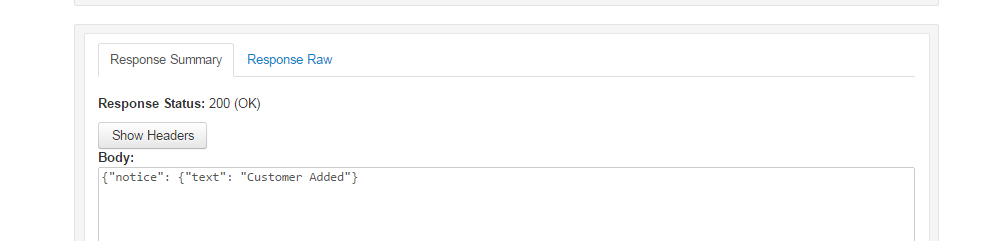 Response Summary Response Raw
Response Status: 200 (OK)
Show Headers
Body:
{"notice": {"text": "Customer Added"}